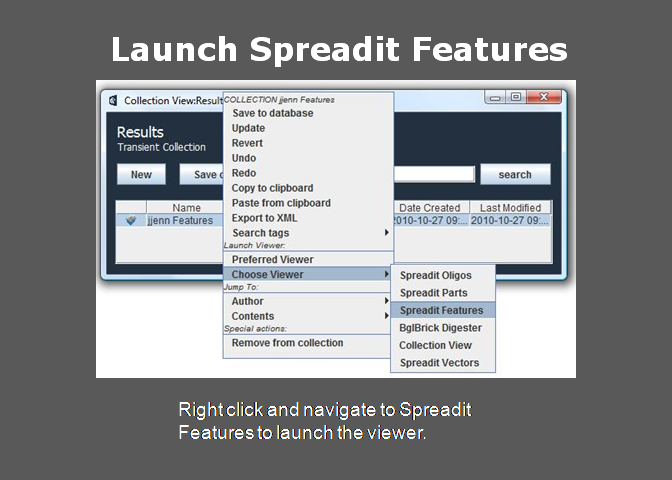 Launch Spreadit Features
Collection View:Result
COLLECTION jjenn Features
Results
Transient Collection
New
Save c
search
Name
Date Created
Last Modified
jjenn Features
2010-10-27 09:...
2010-10-27 09:...
Save to database
Update
Revert
Undo
Redo
Copy to clipboard
Paste from clipboard
Export to XML
Search tags
Launch Viewer:
Preferred Viewer
Choose Viewer
Jump To:
Author
Contents
Special actions:
Remove from collection
Spreadit Oligos
Spreadit Parts
Spreadit Features
BglBrick Digester
Collection View
Spreadit Vectors
Right click and navigate to Spreadit
Features to launch the viewer.